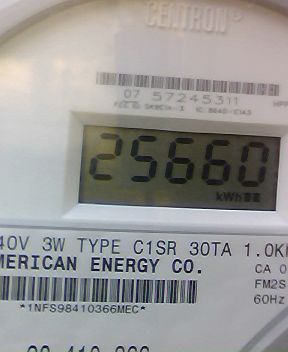 CENTRON®
07 57245311
25660
kWh
40V 3W TYPE C1SR 30TA 1.0K
MERICAN ENERGY CO.
CA 0
FM2S
60Hz
*1NFS98410366MEC*